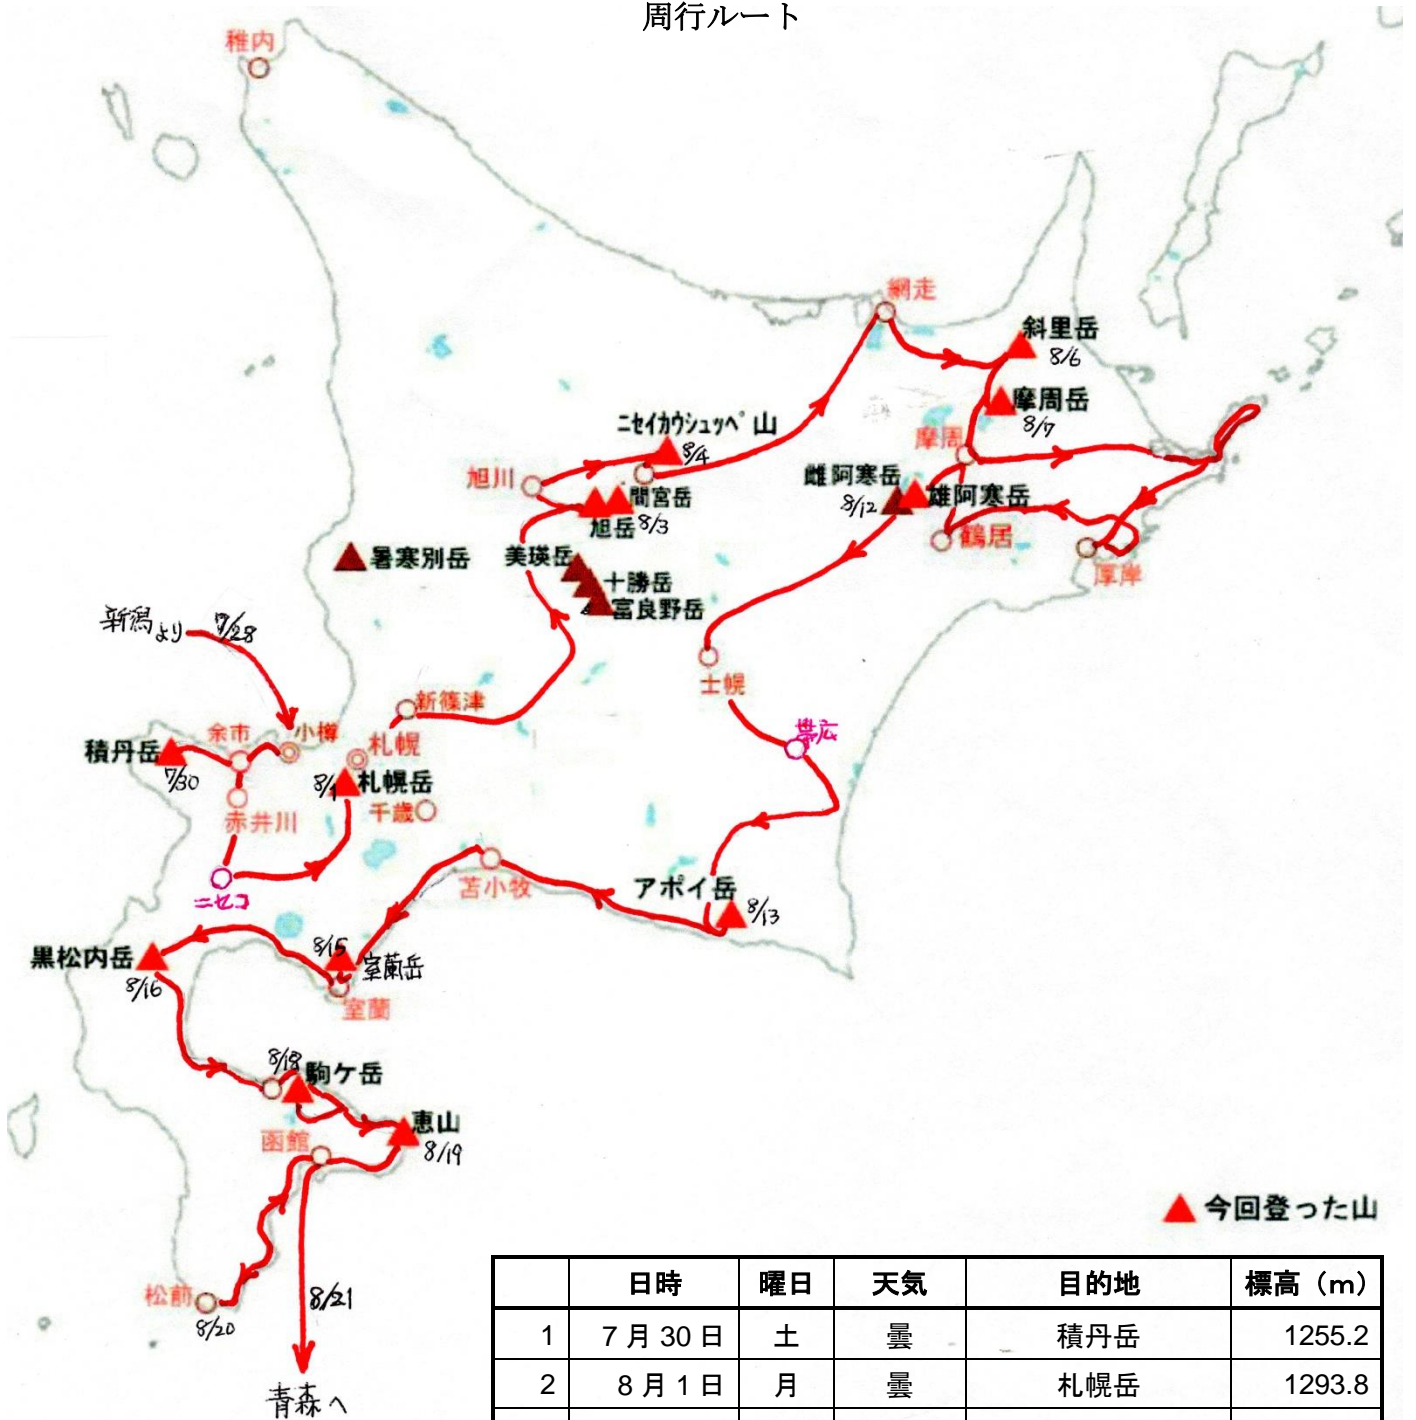 周行ルート
稚内
網走
斜里岳
8/6
摩周岳
8/7
ニセイカウシュッペ山
8/4
摩周
旭川
雌阿寒岳
8/12
雄阿寒岳
間宮岳
旭岳
8/3
鶴居
厚岸
暑寒別岳
美瑛岳
十勝岳
富良野岳
新潟より
7/28
士幌
新篠津
帯広
余市
小樽
札幌
積丹岳
7/30
8/1
札幌岳
千歳
赤井川
ニセコ
苫小牧
アポイ岳
8/13
黒松内岳
8/16
8/15
室蘭岳
室蘭
8/18
駒ケ岳
恵山
8/19
函館
今回登った山
松前
8/20
8/21
青森へ
日時 曜日 天気 目的地 標高（ｍ）
1 7月30日 土 曇 積丹岳 1255.2
2 8月1日 月 曇 札幌岳 1293.8